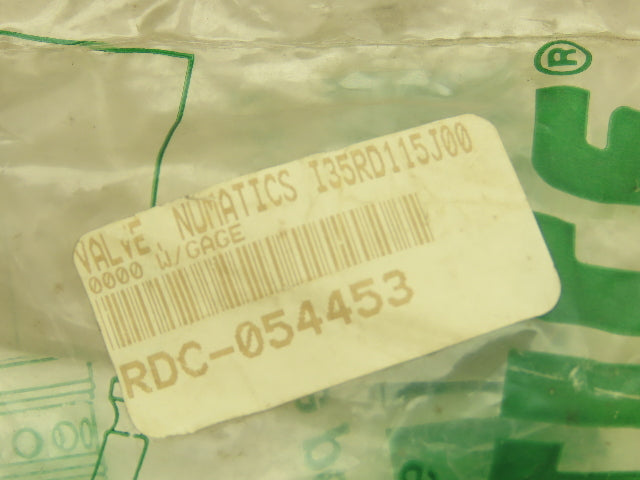 VALVE NUMATICS I35RD115J00
0000 W/GAGE
RDC-054453
®